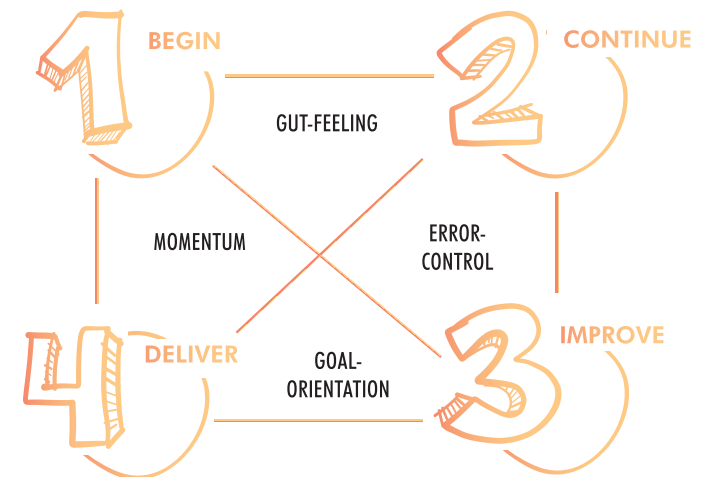 1 BEGIN
2 CONTINUE
GUT-FEELING
MOMENTUM
ERROR-
CONTROL
4 DELIVER
GOAL-
ORIENTATION
3 IMPROVE